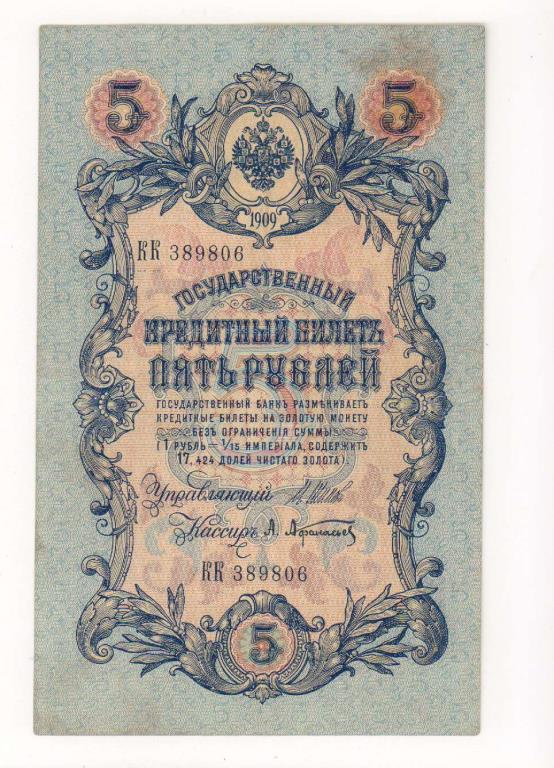 5 5
1909
КК 389806
ГОСУДАРСТВЕННЫЙ
КРЕДИТНЫЙ БИЛЕТЪ
ПЯТЬ РУБЛЕЙ
ГОСУДАРСТВЕННЫЙ БАНКЪ РАЗМѢНИВАЕТЪ
КРЕДИТНЫЕ БИЛЕТЫ НА ЗОЛОТУЮ МОНЕТУ
БЕЗЪ ОГРАНИЧЕНІЯ СУММЫ
(1 РУБЛЬ = 1/15 ИМПЕРІАЛА, СОДЕРЖИТЪ
17,424 ДОЛЕЙ ЧИСТАГО ЗОЛОТА).
Управляющій
Кассиръ А. Афанасьев
КК 389806
5